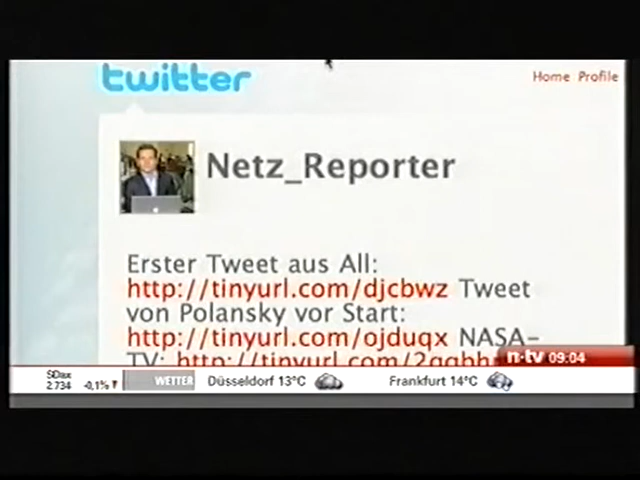 twitter
Home Profile
Netz_Reporter
Erster Tweet aus All:
http://tinyurl.com/djcbwz Tweet
von Polansky vor Start:
http://tinyurl.com/ojduqx NASA-
TV:
n-tv 09:04
SDax
2.734 -0,1% WETTER Düsseldorf 13°C Frankfurt 14°C